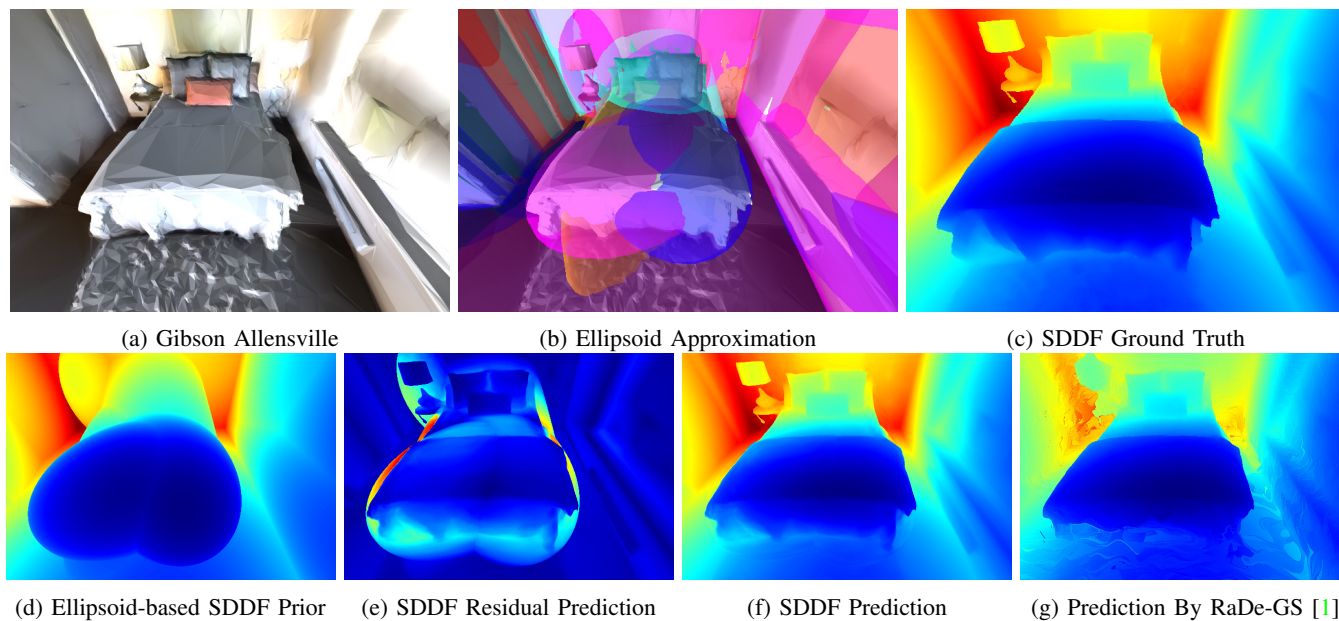 (a) Gibson Allensville
(b) Ellipsoid Approximation
(c) SDDF Ground Truth
(d) Ellipsoid-based SDDF Prior
(e) SDDF Residual Prediction
(f) SDDF Prediction
(g) Prediction By RaDe-GS [1]